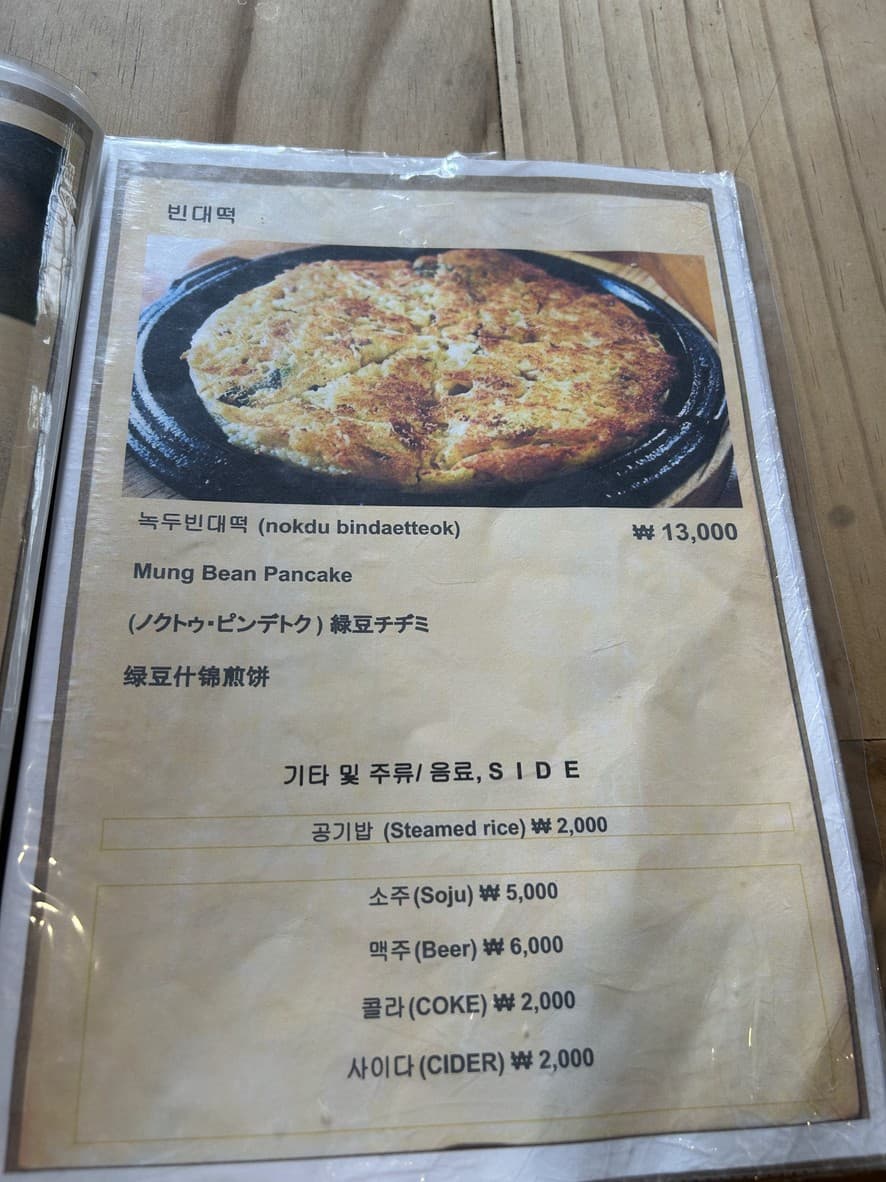 빈대떡
녹두빈대떡 (nokdu bindaetteok) ₩ 13,000
Mung Bean Pancake
(ノクトゥ・ピンデトク) 緑豆チヂミ
绿豆什锦煎饼
기타 및 주류/ 음료, S I D E
공기밥 (Steamed rice) ₩ 2,000
소주(Soju) ₩ 5,000
맥주(Beer) ₩ 6,000
콜라(COKE) ₩ 2,000
사이다(CIDER) ₩ 2,000